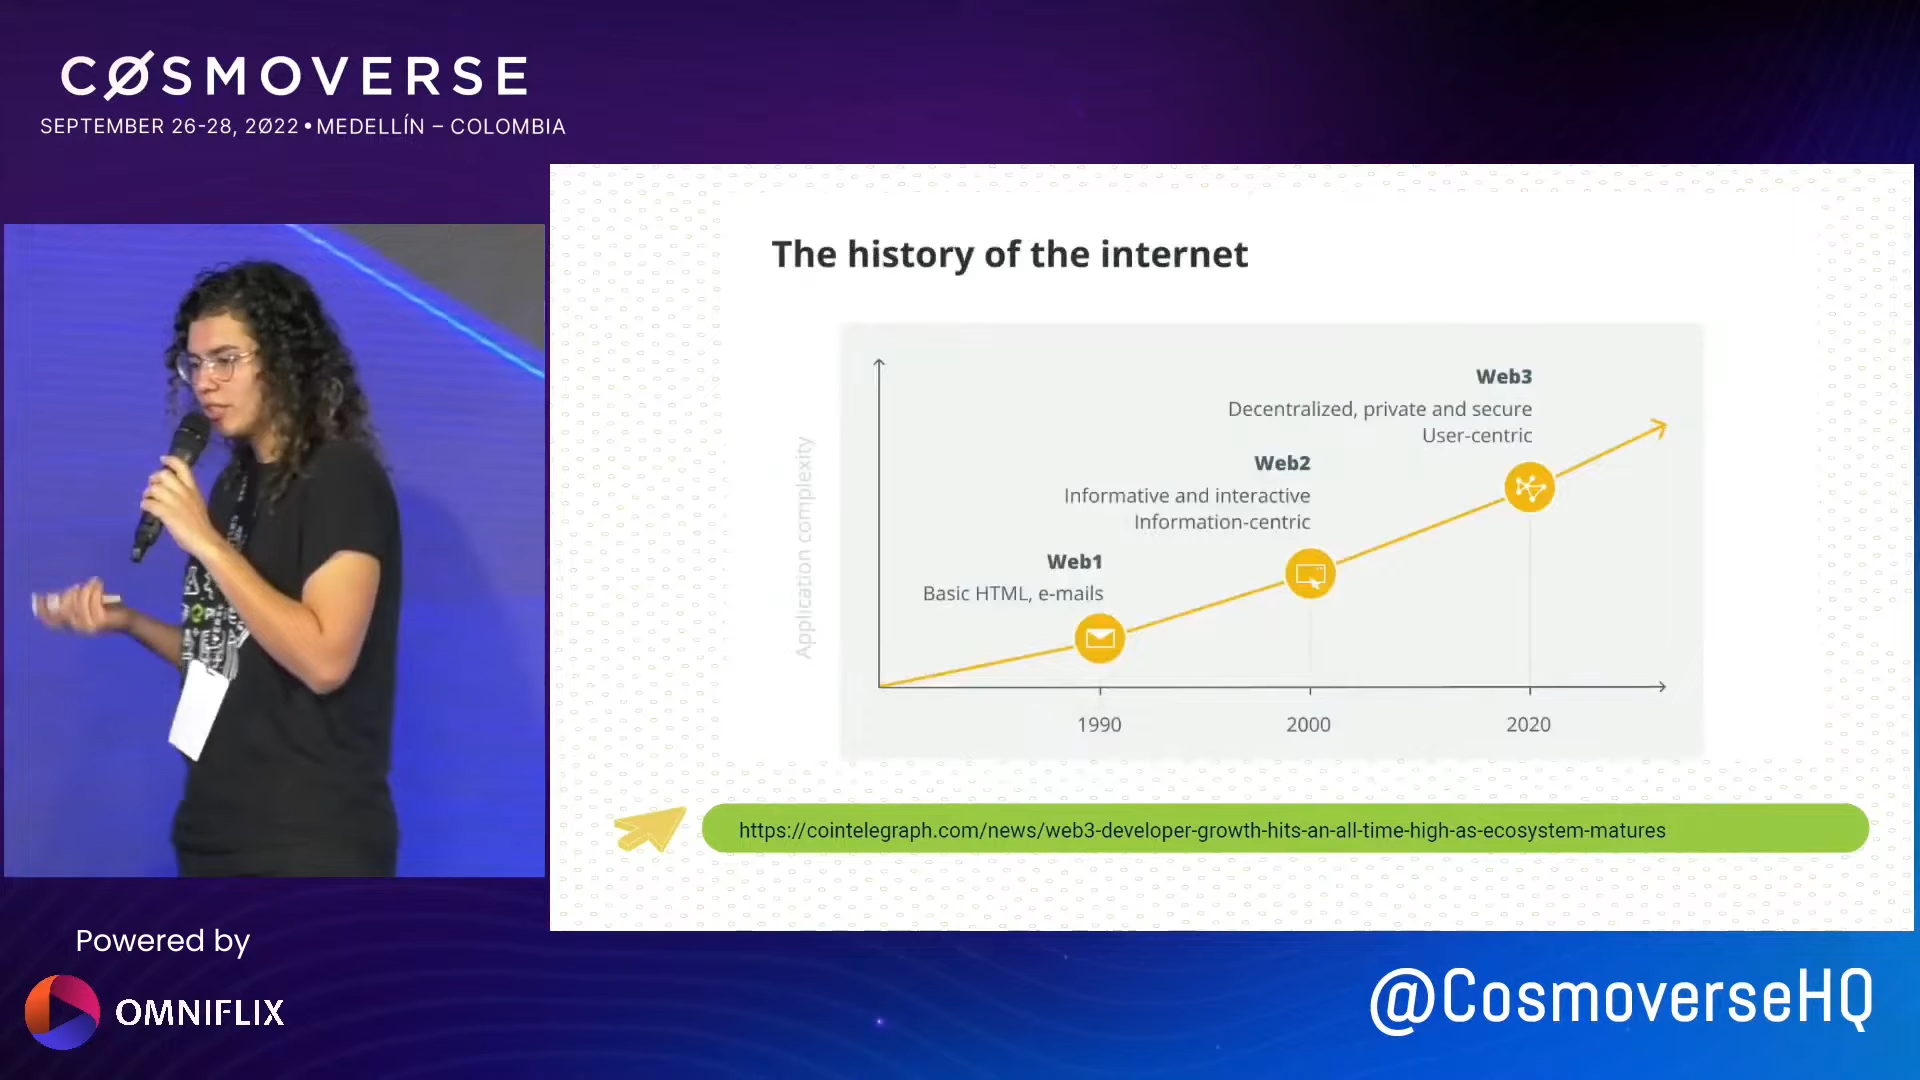 CØSMOVERSE
SEPTEMBER 26-28, 2Ø22 • MEDELLÍN – COLOMBIA
The history of the internet
Application complexity
Web3
Decentralized, private and secure
User-centric
Web2
Informative and interactive
Information-centric
Web1
Basic HTML, e-mails
1990
2000
2020
https://cointelegraph.com/news/web3-developer-growth-hits-an-all-time-high-as-ecosystem-matures
Powered by
OMNIFLIX
@CosmoverseHQ